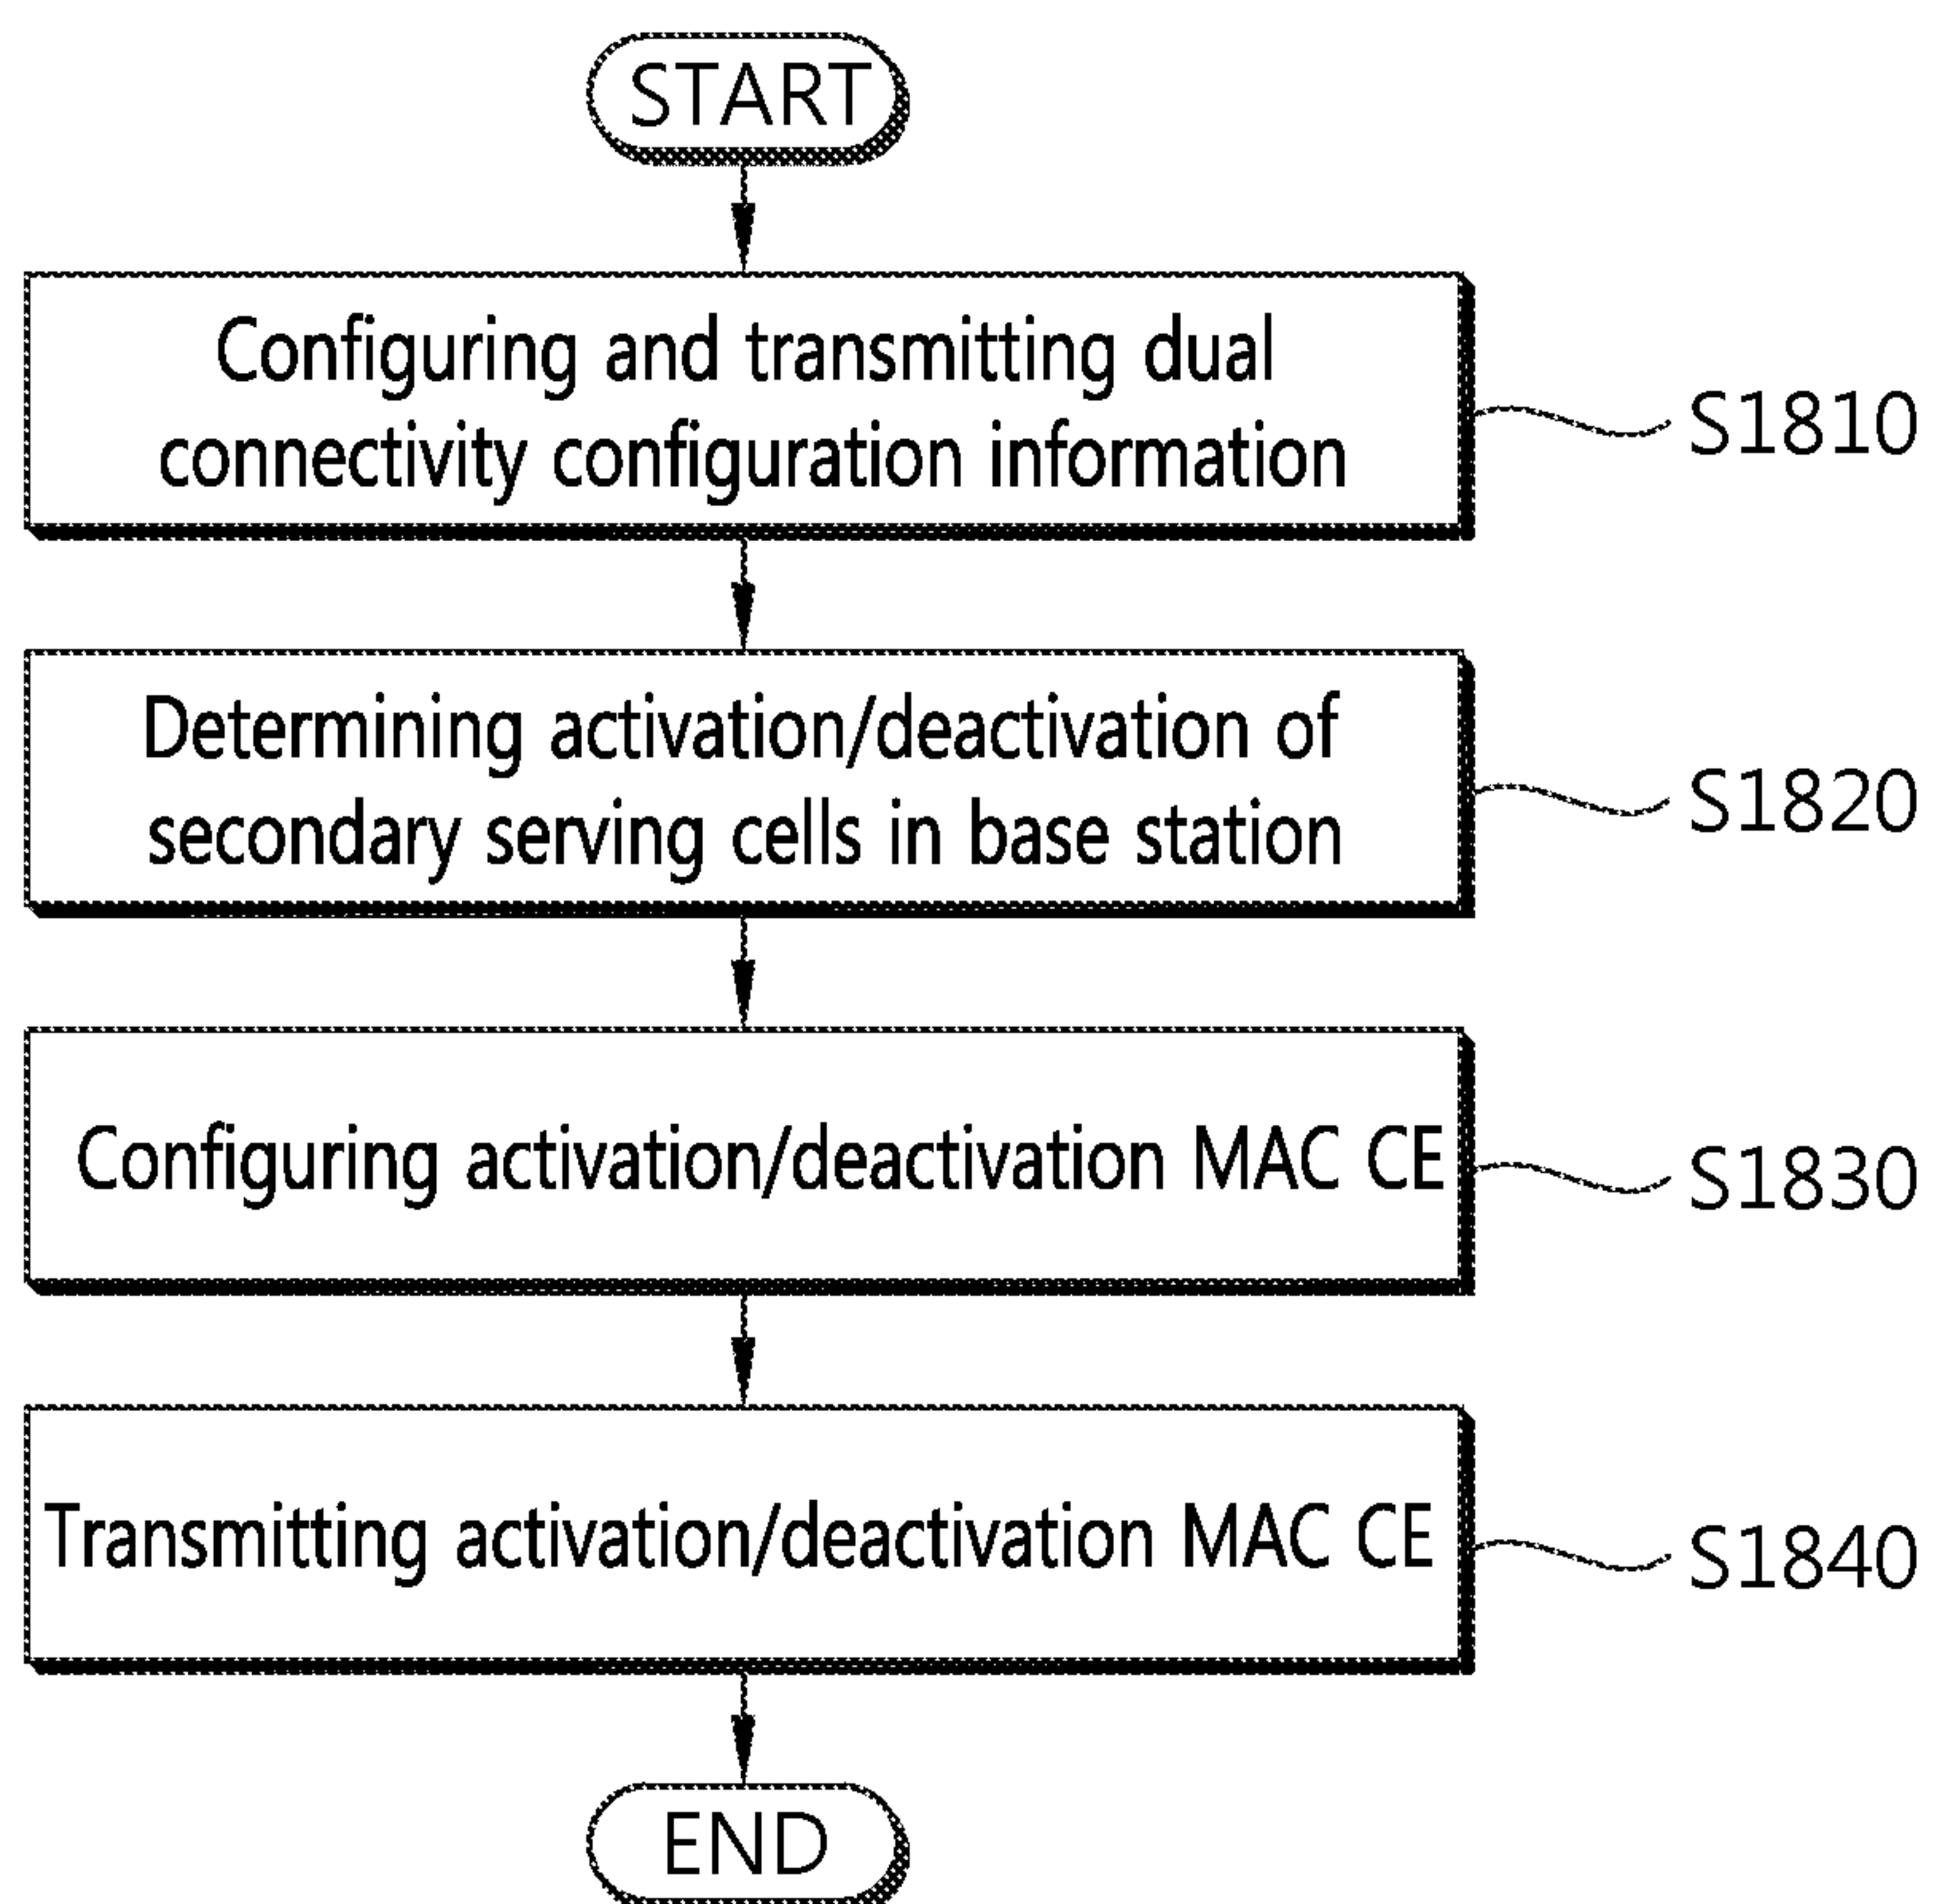 START
Configuring and transmitting dual
connectivity configuration information
S1810
Determining activation/deactivation of
secondary serving cells in base station
S1820
Configuring activation/deactivation MAC CE
S1830
Transmitting activation/deactivation MAC CE
S1840
END